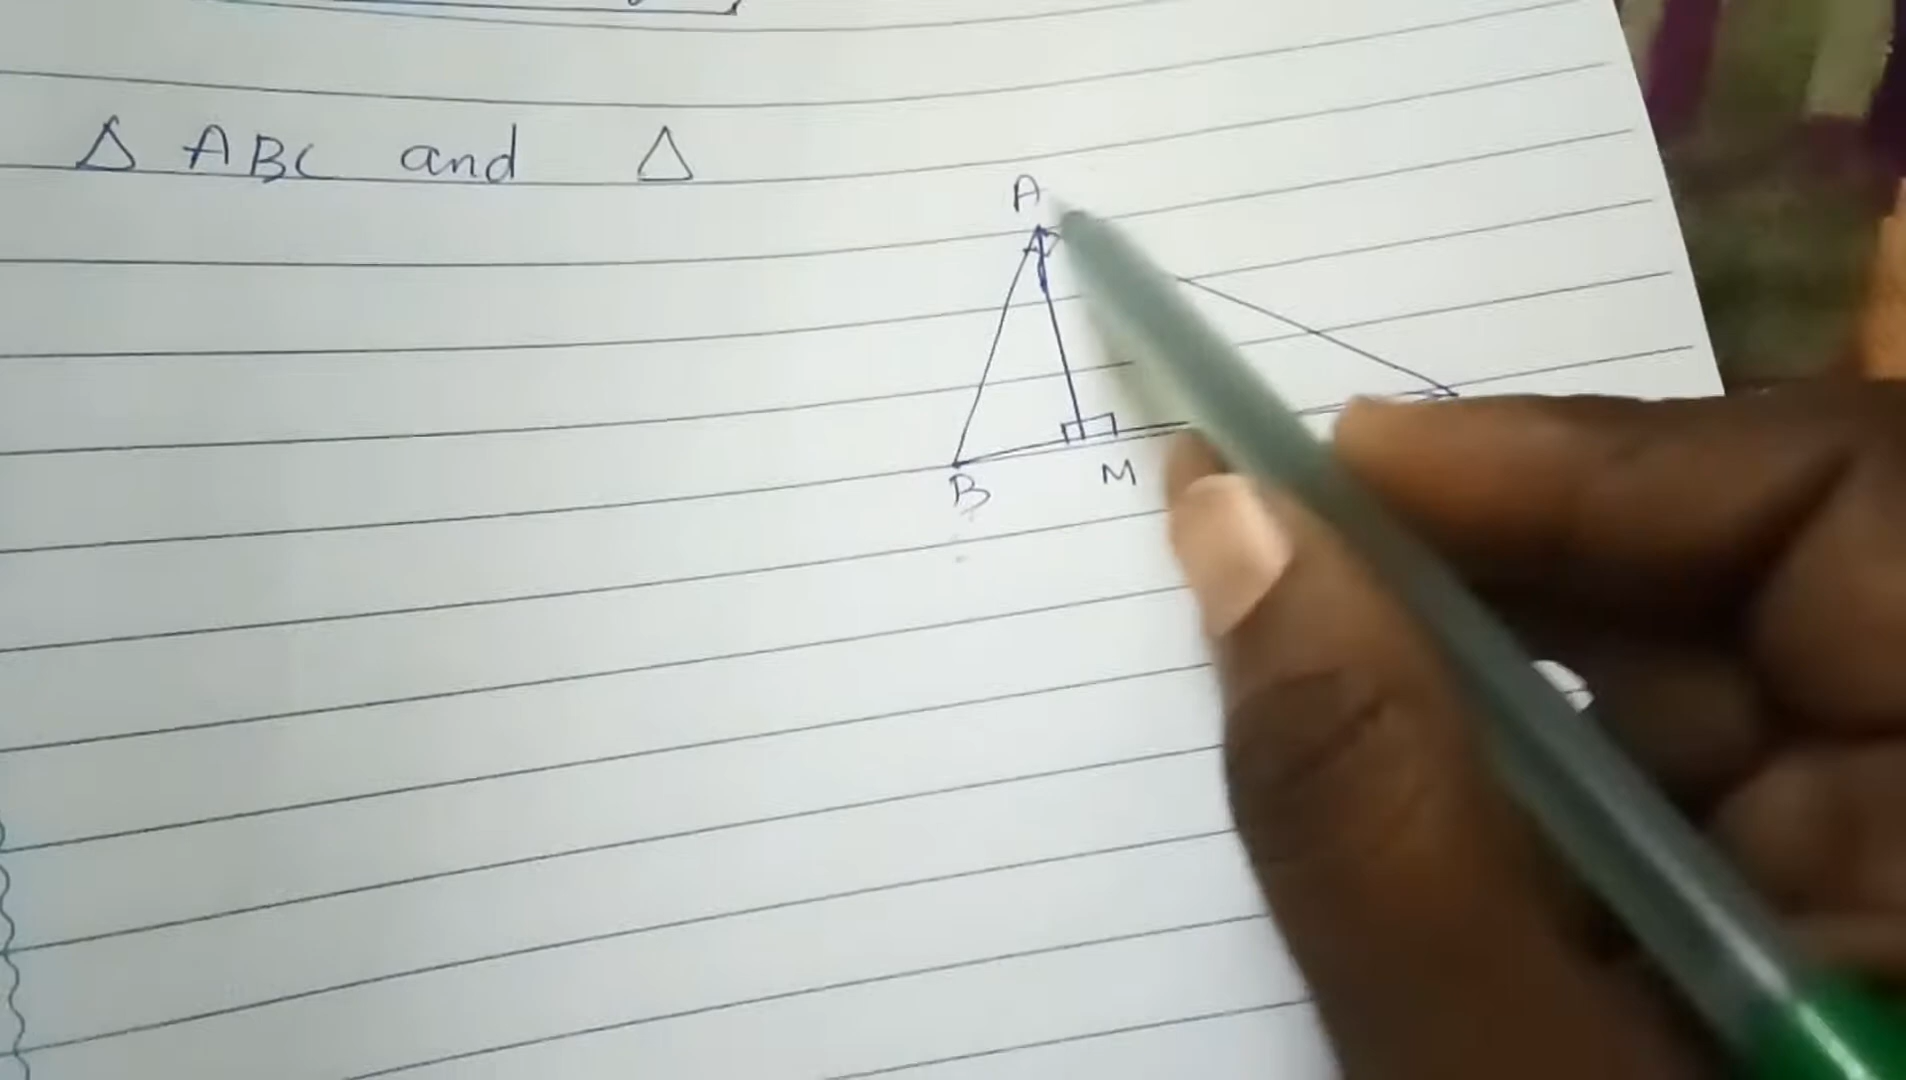 Δ ABC and Δ
A
B
M